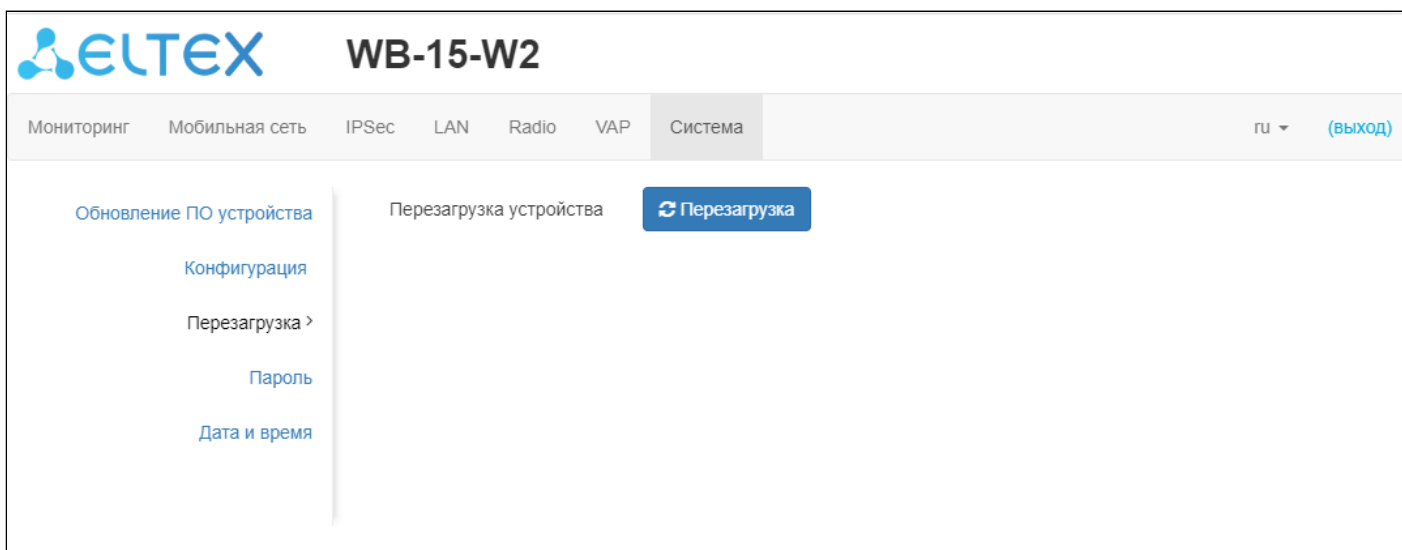 ELTEX WB-15-W2
Мониторинг Мобильная сеть IPSec LAN Radio VAP Система ru (выход)
Обновление ПО устройства
Конфигурация
Перезагрузка >
Пароль
Дата и время
Перезагрузка устройства Перезагрузка